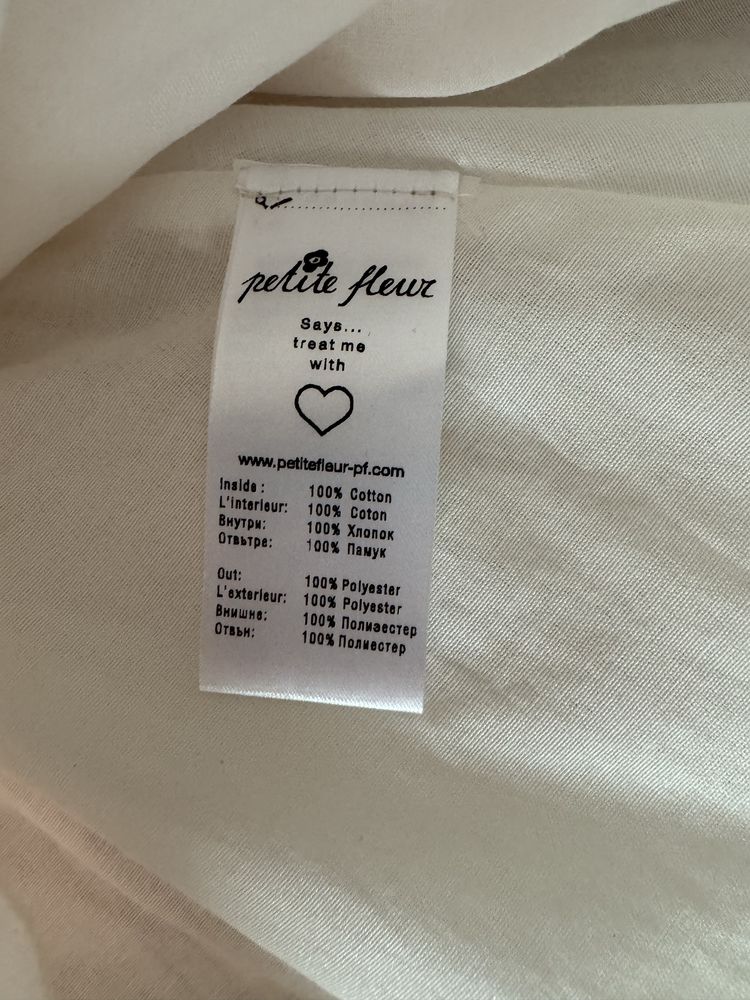 petite fleur
Says...
treat me
with
www.petitefleur-pf.com
Inside: 100% Cotton
L'interieur: 100% Coton
Внутри: 100% Хлопок
Отвътре: 100% Памук
Out: 100% Polyester
L'exterieur: 100% Polyester
Внишне: 100% Полиэестер
Отвън: 100% Полиестер